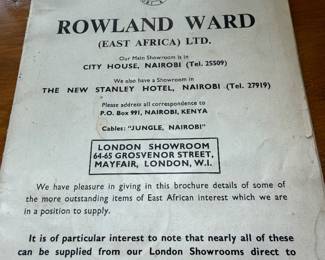 ROWLAND WARD
(EAST AFRICA) LTD.
Our Main Showroom is in
CITY HOUSE, NAIROBI (Tel. 25509)
We also have a Showroom in
THE NEW STANLEY HOTEL, NAIROBI (Tel. 27919)
Please address all correspondence to
P.O. Box 991, NAIROBI, KENYA
Cables: "JUNGLE, NAIROBI"
LONDON SHOWROOM
64-65 GROSVENOR STREET,
MAYFAIR, LONDON, W.I.
We have pleasure in giving in this brochure details of some of
the more outstanding items of East African interest which we are
in a position to supply.
It is of particular interest to note that nearly all of these
can be supplied from our London Showrooms direct to